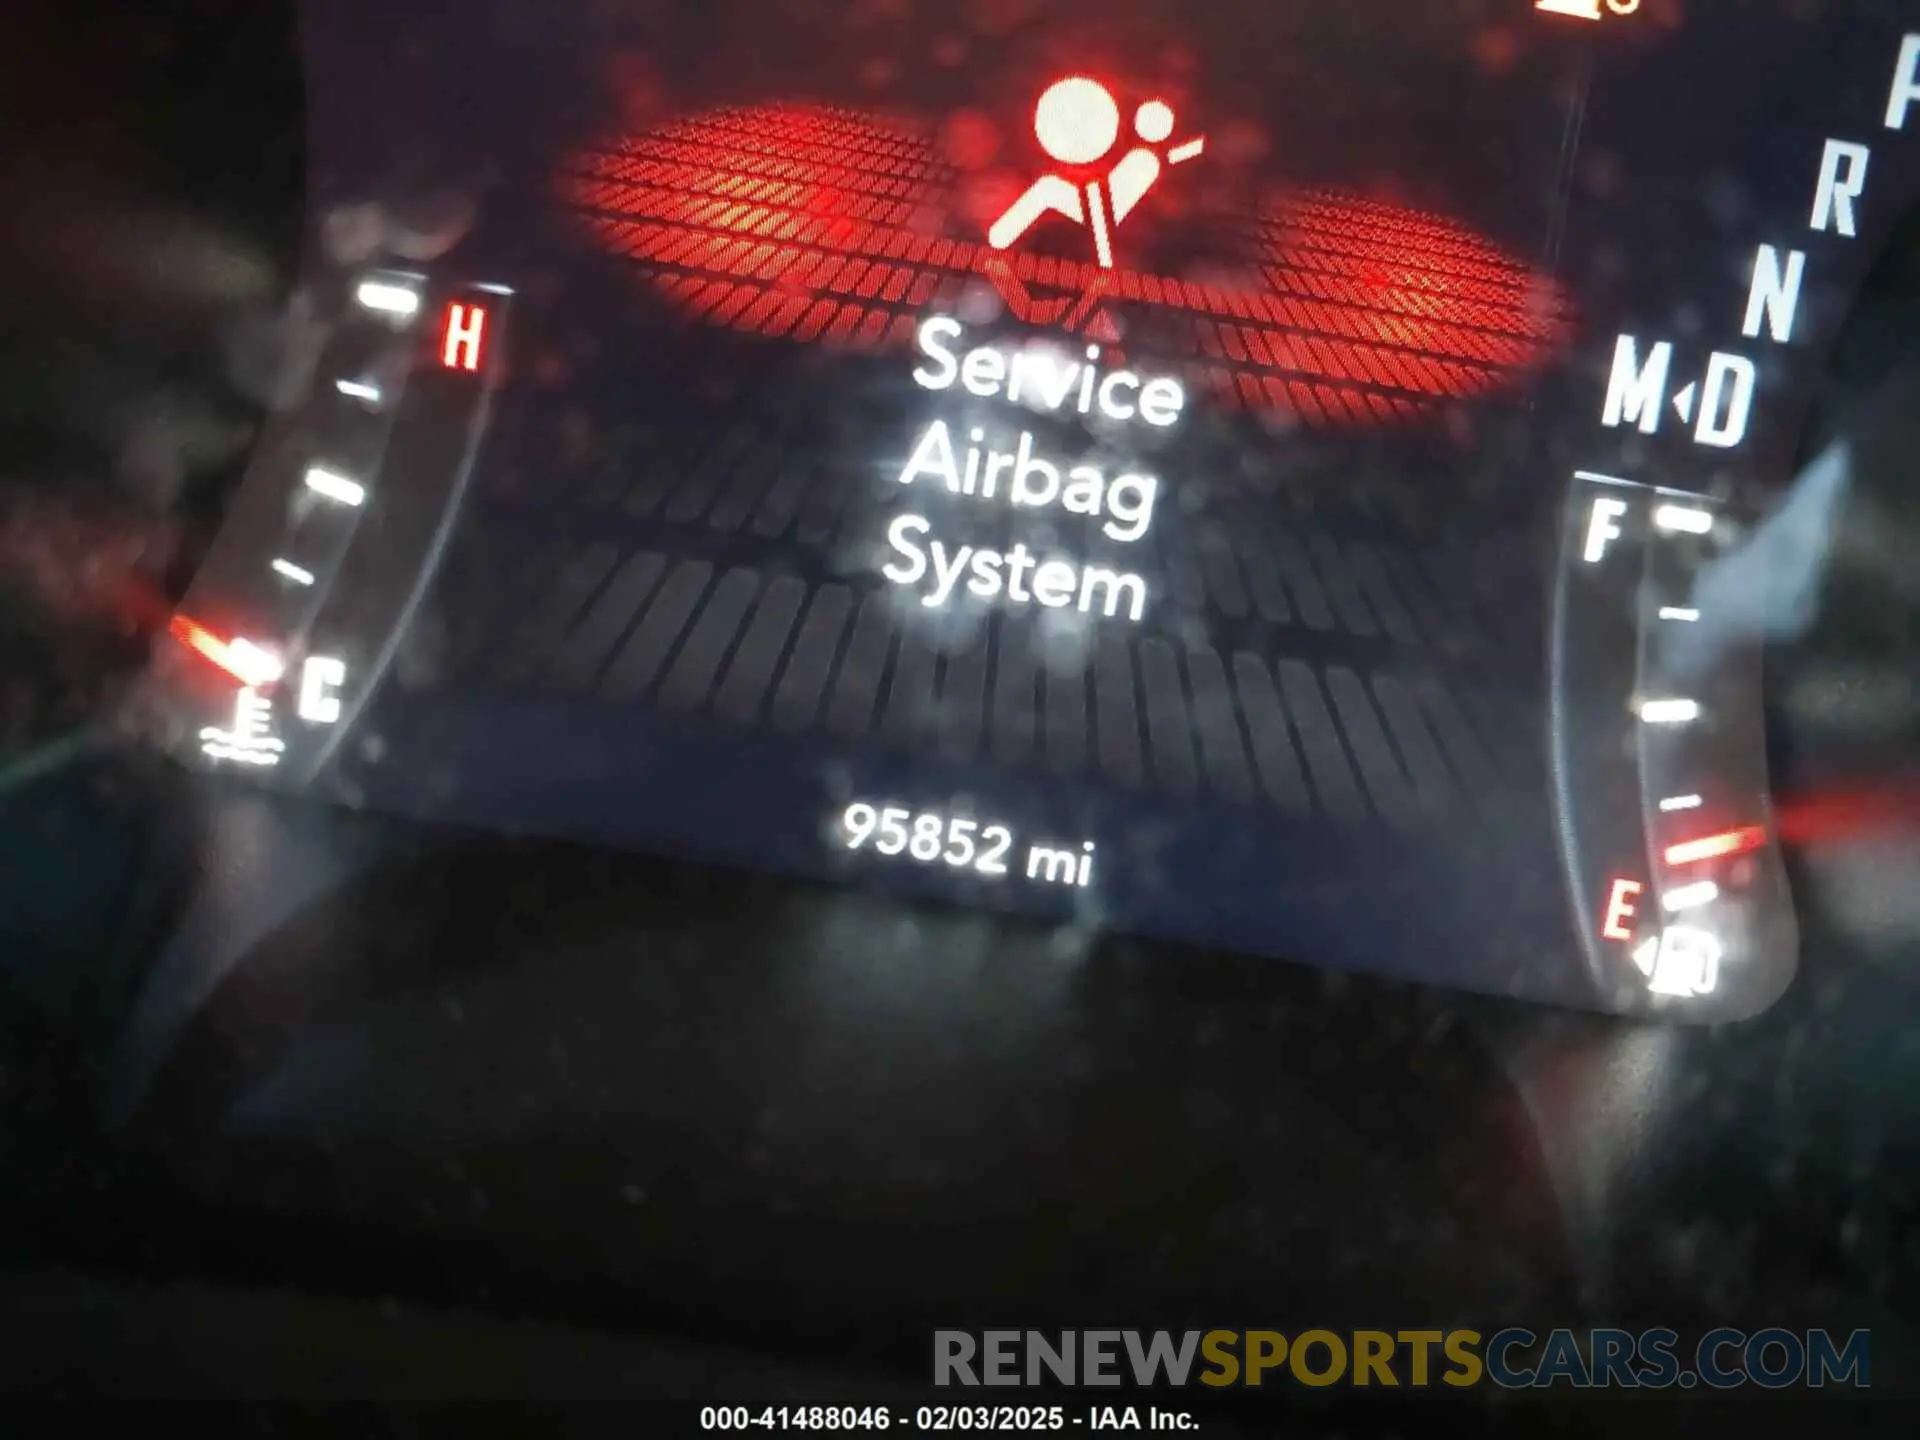 P
R
N
M D
H
C
F
E
Service
Airbag
System
95852 mi
RENEWSPORTSCARS.COM
000-41488046 - 02/03/2025 - IAA Inc.